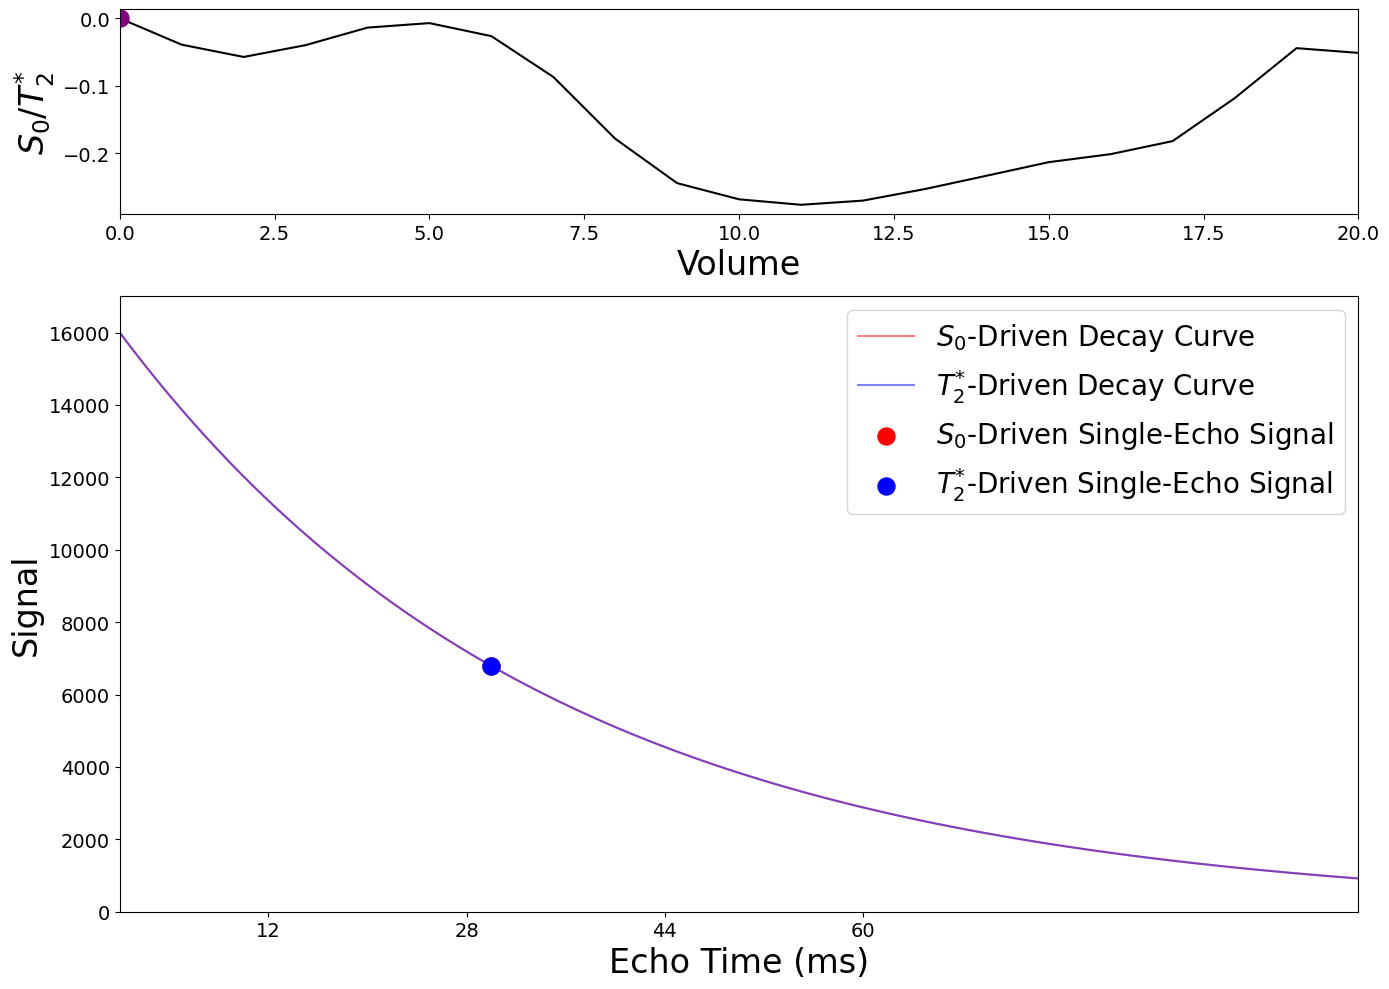 S₀/T₂*
0.0
−0.1
−0.2
0.0 2.5 5.0 7.5 10.0 12.5 15.0 17.5 20.0
Volume
Signal
16000
14000
12000
10000
8000
6000
4000
2000
0
S₀-Driven Decay Curve
T₂*-Driven Decay Curve
S₀-Driven Single-Echo Signal
T₂*-Driven Single-Echo Signal
12 28 44 60
Echo Time (ms)